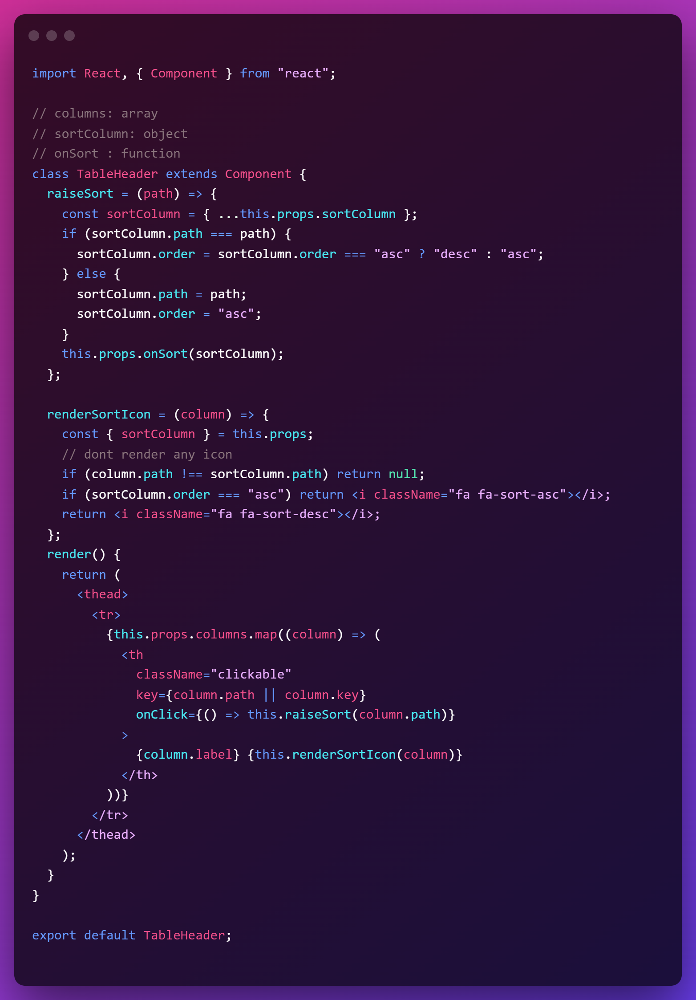 import React, { Component } from "react";

// columns: array
// sortColumn: object
// onSort : function
class TableHeader extends Component {
  raiseSort = (path) => {
    const sortColumn = { ...this.props.sortColumn };
    if (sortColumn.path === path) {
      sortColumn.order = sortColumn.order === "asc" ? "desc" : "asc";
    } else {
      sortColumn.path = path;
      sortColumn.order = "asc";
    }
    this.props.onSort(sortColumn);
  };

  renderSortIcon = (column) => {
    const { sortColumn } = this.props;
    // dont render any icon
    if (column.path !== sortColumn.path) return null;
    if (sortColumn.order === "asc") return <i className="fa fa-sort-asc"></i>;
    return <i className="fa fa-sort-desc"></i>;
  };
  render() {
    return (
      <thead>
        <tr>
          {this.props.columns.map((column) => (
            <th
              className="clickable"
              key={column.path || column.key}
              onClick={() => this.raiseSort(column.path)}
            >
              {column.label} {this.renderSortIcon(column)}
            </th>
          ))}
        </tr>
      </thead>
    );
  }
}

export default TableHeader;